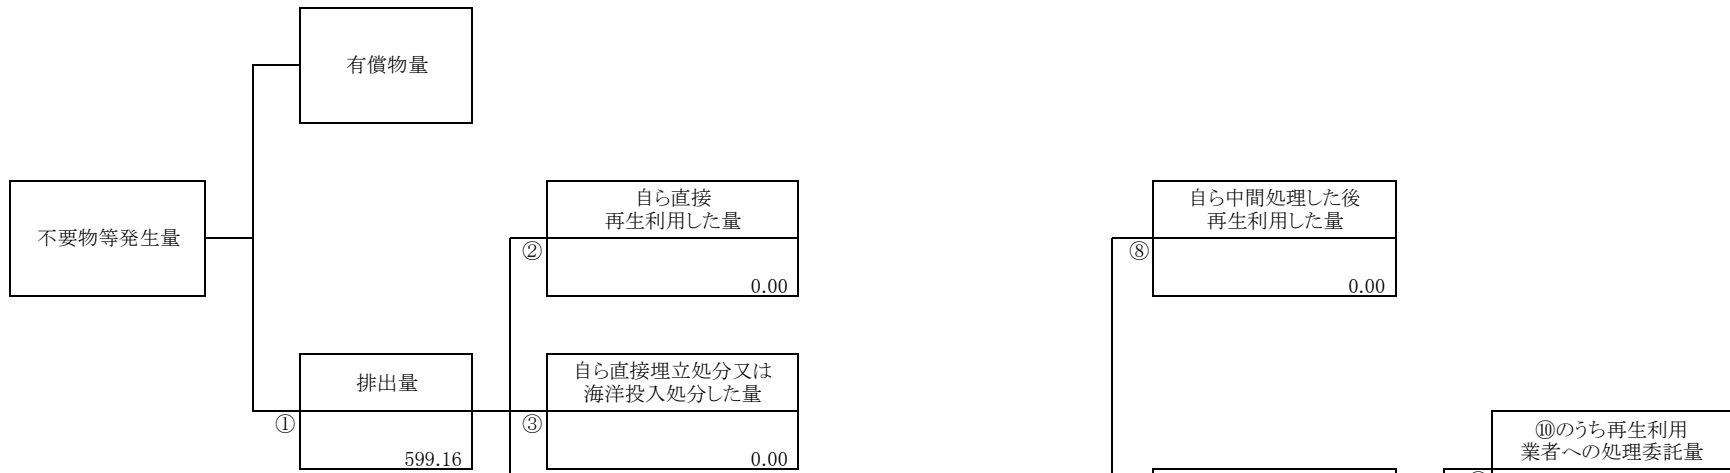 有償物量
不要物等発生量
自ら直接
再生利用した量
②
0.00
自ら中間処理した後
再生利用した量
⑧
0.00
排出量
①
599.16
自ら直接埋立処分又は
海洋投入処分した量
③
0.00
⑩のうち再生利用
業者への処理委託量